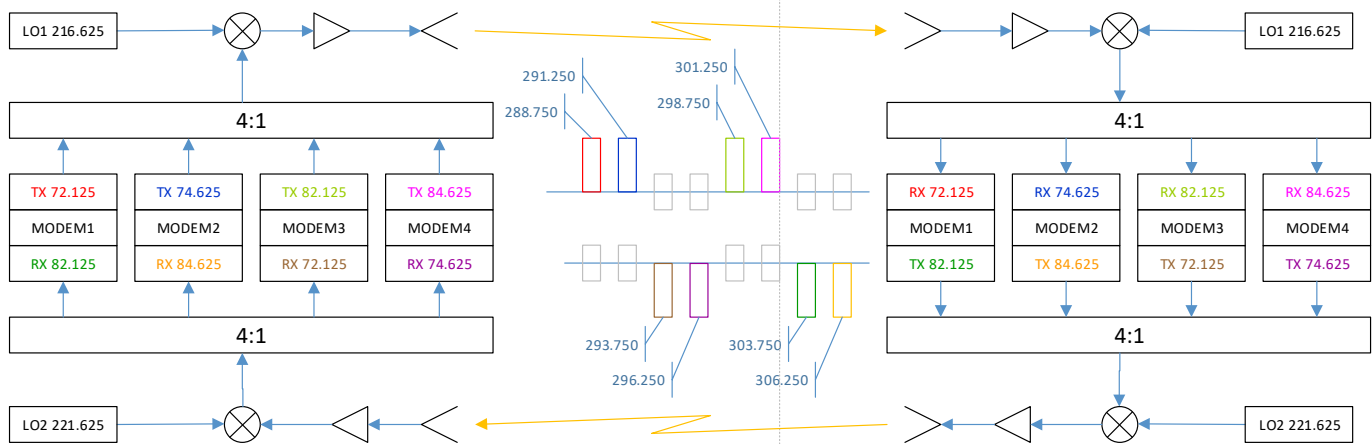 LO1 216.625
LO1 216.625
291.250
301.250
288.750
298.750
4:1
4:1
TX 72.125
TX 74.625
TX 82.125
TX 84.625
RX 72.125
RX 74.625
RX 82.125
RX 84.625
MODEM1
MODEM2
MODEM3
MODEM4
MODEM1
MODEM2
MODEM3
MODEM4
RX 82.125
RX 84.625
RX 72.125
RX 74.625
TX 82.125
TX 84.625
TX 72.125
TX 74.625
4:1
4:1
293.750
303.750
296.250
306.250
LO2 221.625
LO2 221.625